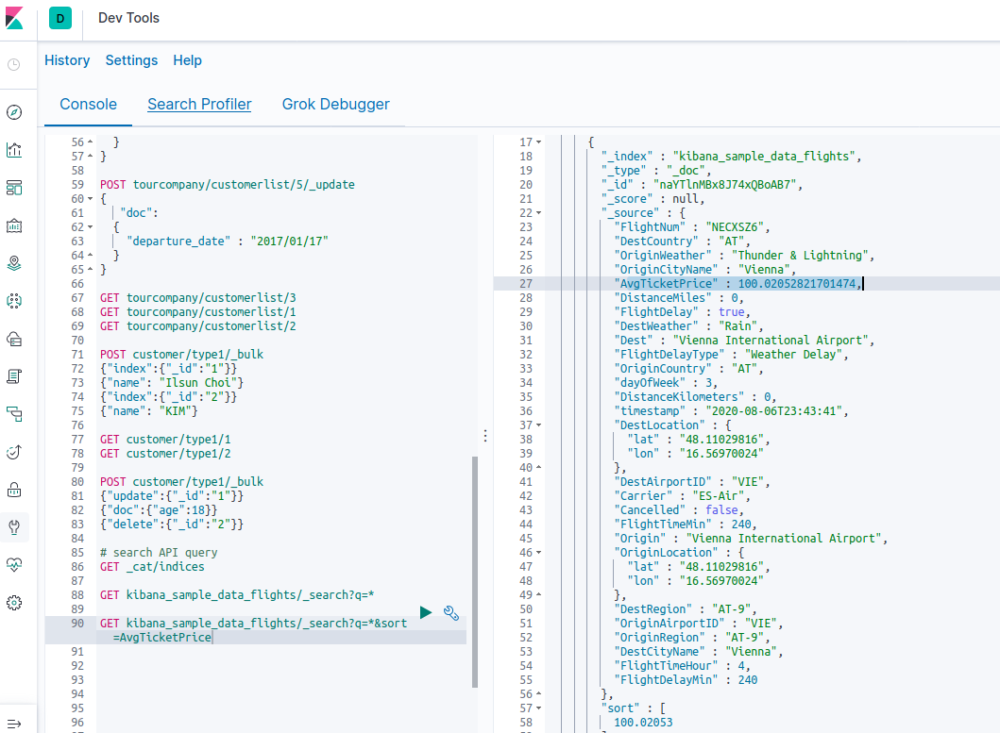 D Dev Tools
History Settings Help
Console Search Profiler Grok Debugger
56 }
57 }
58
59 POST tourcompany/customerlist/5/_update
60 {
61 "doc":
62 {
63 "departure_date" : "2017/01/17"
64 }
65 }
66
67 GET tourcompany/customerlist/3
68 GET tourcompany/customerlist/1
69 GET tourcompany/customerlist/2
70
71 POST customer/type1/_bulk
72 {"index":{"_id":"1"}}
73 {"name": "Ilsun Choi"}
74 {"index":{"_id":"2"}}
75 {"name": "KIM"}
76
77 GET customer/type1/1
78 GET customer/type1/2
79
80 POST customer/type1/_bulk
81 {"update":{"_id":"1"}}
82 {"doc":{"age":18}}
83 {"delete":{"_id":"2"}}
84
85 # search API query
86 GET _cat/indices
87
88 GET kibana_sample_data_flights/_search?q=*
89
90 GET kibana_sample_data_flights/_search?q=*&sort
=AvgTicketPrice
91
92
93
94
95
96
97
17 {
18 "_index" : "kibana_sample_data_flights",
19 "_type" : "_doc",
20 "_id" : "naYTlnMBx8J74xQBoAB7",
21 "_score" : null,
22 "_source" : {
23 "FlightNum" : "NECXSZ6",
24 "DestCountry" : "AT",
25 "OriginWeather" : "Thunder & Lightning",
26 "OriginCityName" : "Vienna",
27 "AvgTicketPrice" : 100.02052821701474,
28 "DistanceMiles" : 0,
29 "FlightDelay" : true,
30 "DestWeather" : "Rain",
31 "Dest" : "Vienna International Airport",
32 "FlightDelayType" : "Weather Delay",
33 "OriginCountry" : "AT",
34 "dayOfWeek" : 3,
35 "DistanceKilometers" : 0,
36 "timestamp" : "2020-08-06T23:43:41",
37 "DestLocation" : {
38 "lat" : "48.11029816",
39 "lon" : "16.56970024"
40 },
41 "DestAirportID" : "VIE",
42 "Carrier" : "ES-Air",
43 "Cancelled" : false,
44 "FlightTimeMin" : 240,
45 "Origin" : "Vienna International Airport",
46 "OriginLocation" : {
47 "lat" : "48.11029816",
48 "lon" : "16.56970024"
49 },
50 "DestRegion" : "AT-9",
51 "OriginAirportID" : "VIE",
52 "OriginRegion" : "AT-9",
53 "DestCityName" : "Vienna",
54 "FlightTimeHour" : 4,
55 "FlightDelayMin" : 240
56 },
57 "sort" : [
58 100.02053